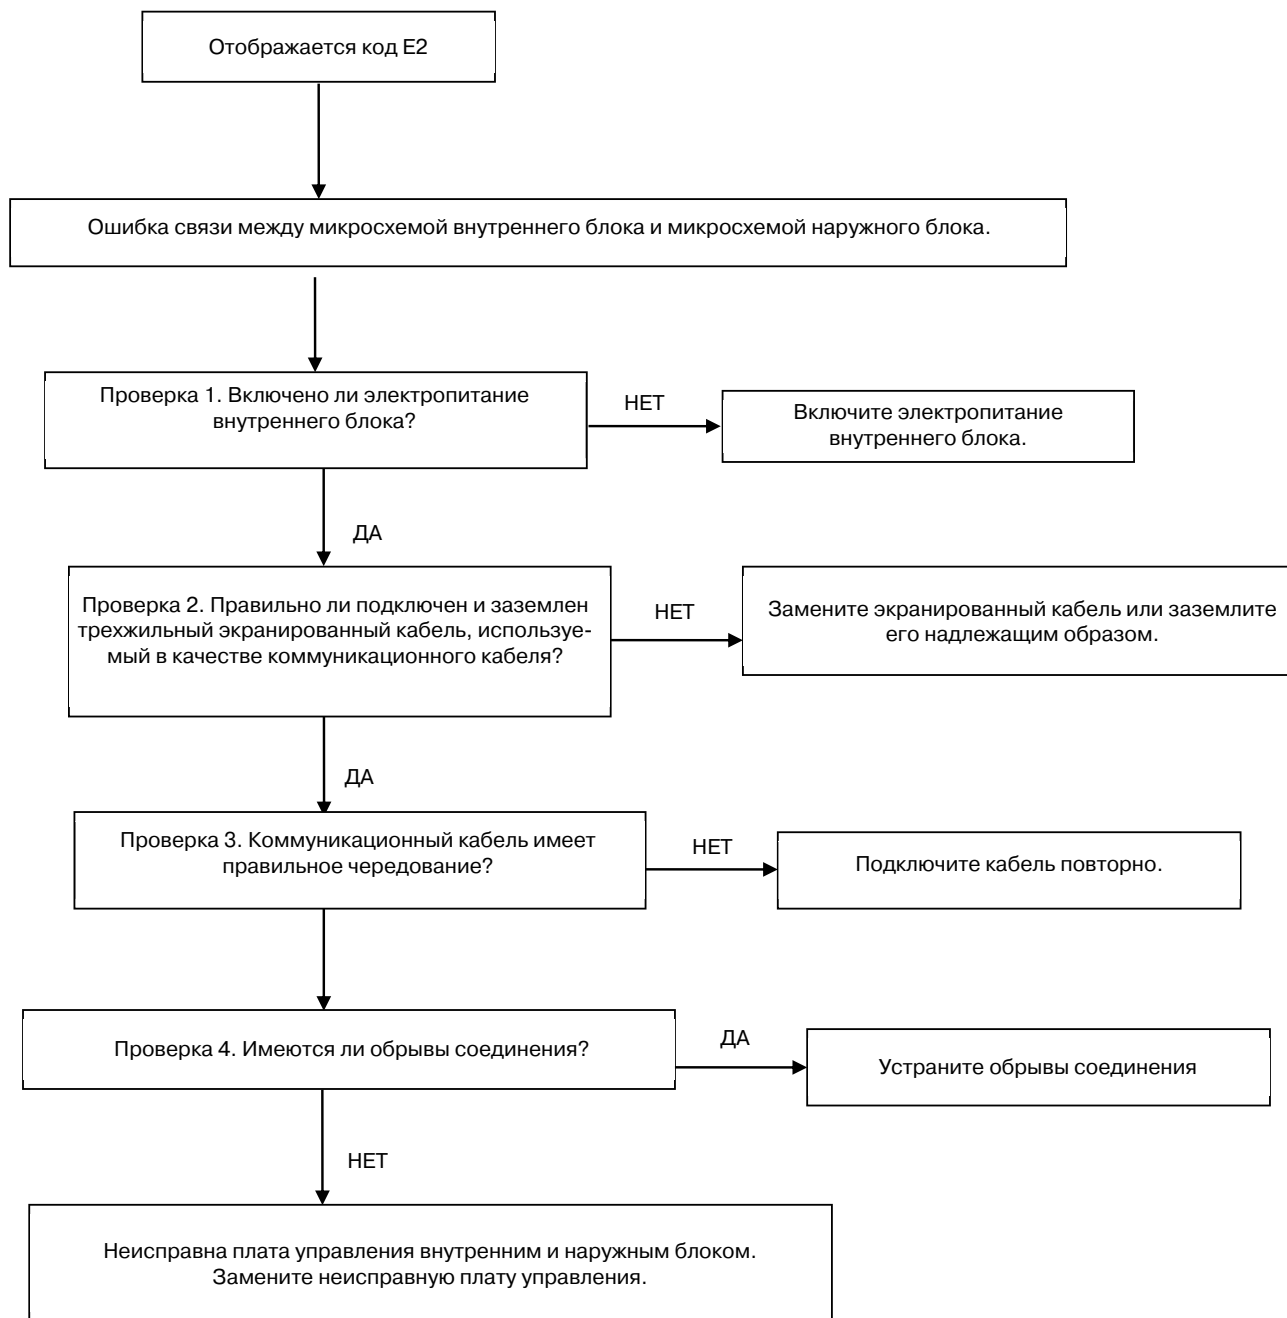 Отображается код E2
Ошибка связи между микросхемой внутреннего блока и микросхемой наружного блока.
Проверка 1. Включено ли электропитание
внутреннего блока?
НЕТ
Включите электропитание
внутреннего блока.
ДА
Проверка 2. Правильно ли подключен и заземлен
трехжильный экранированный кабель, используе-
мый в качестве коммуникационного кабеля?
НЕТ
Замените экранированный кабель или заземлите
его надлежащим образом.
ДА
Проверка 3. Коммуникационный кабель имеет
правильное чередование?
НЕТ
Подключите кабель повторно.
Проверка 4. Имеются ли обрывы соединения?
ДА
Устраните обрывы соединения
НЕТ
Неисправна плата управления внутренним и наружным блоком.
Замените неисправную плату управления.